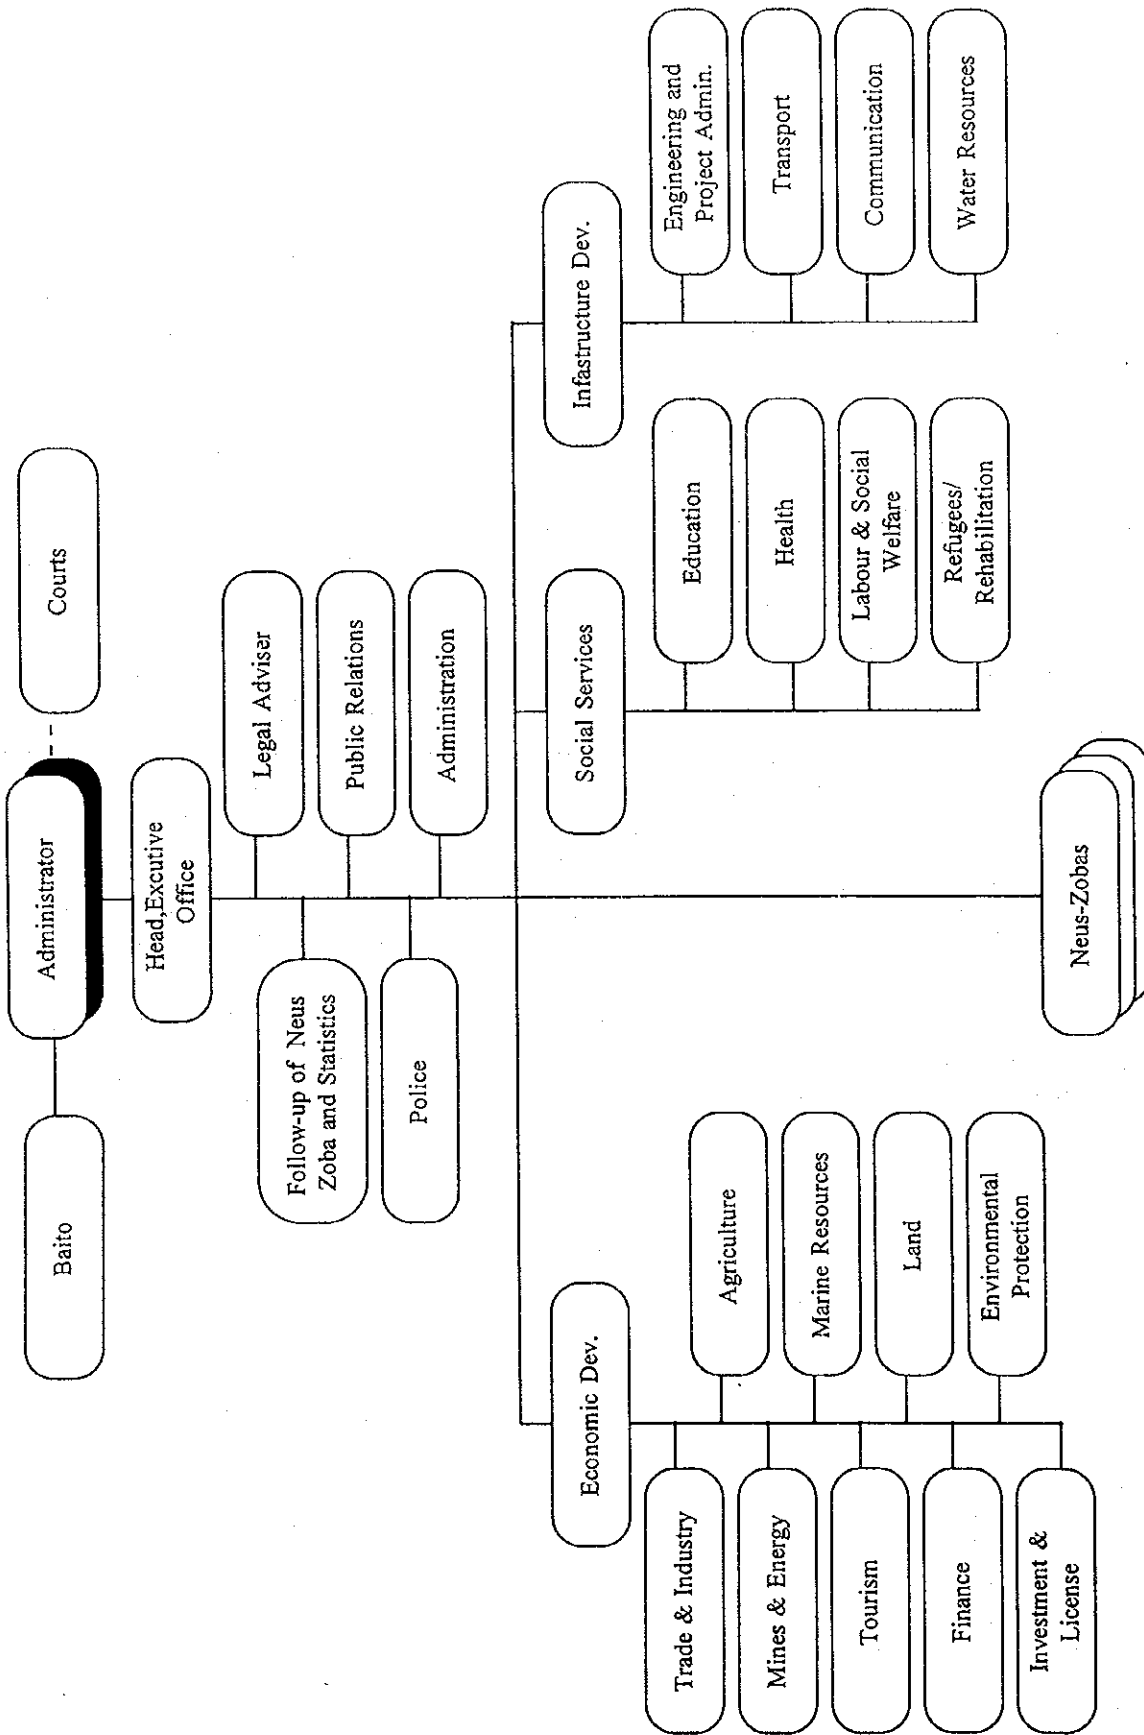 Baito
Administrator
Courts
Head,Excutive
Office
Legal Adviser
Follow-up of Neus
Zoba and Statistics
Public Relations
Police
Administration
Economic Dev.
Social Services
Infastructure Dev.
Trade & Industry
Agriculture
Mines & Energy
Marine Resources
Tourism
Land
Finance
Environmental
Protection
Investment &
License
Education
Health
Labour & Social
Welfare
Refugees/
Rehabilitation
Engineering and
Project Admin.
Transport
Communication
Water Resources
Neus-Zobas